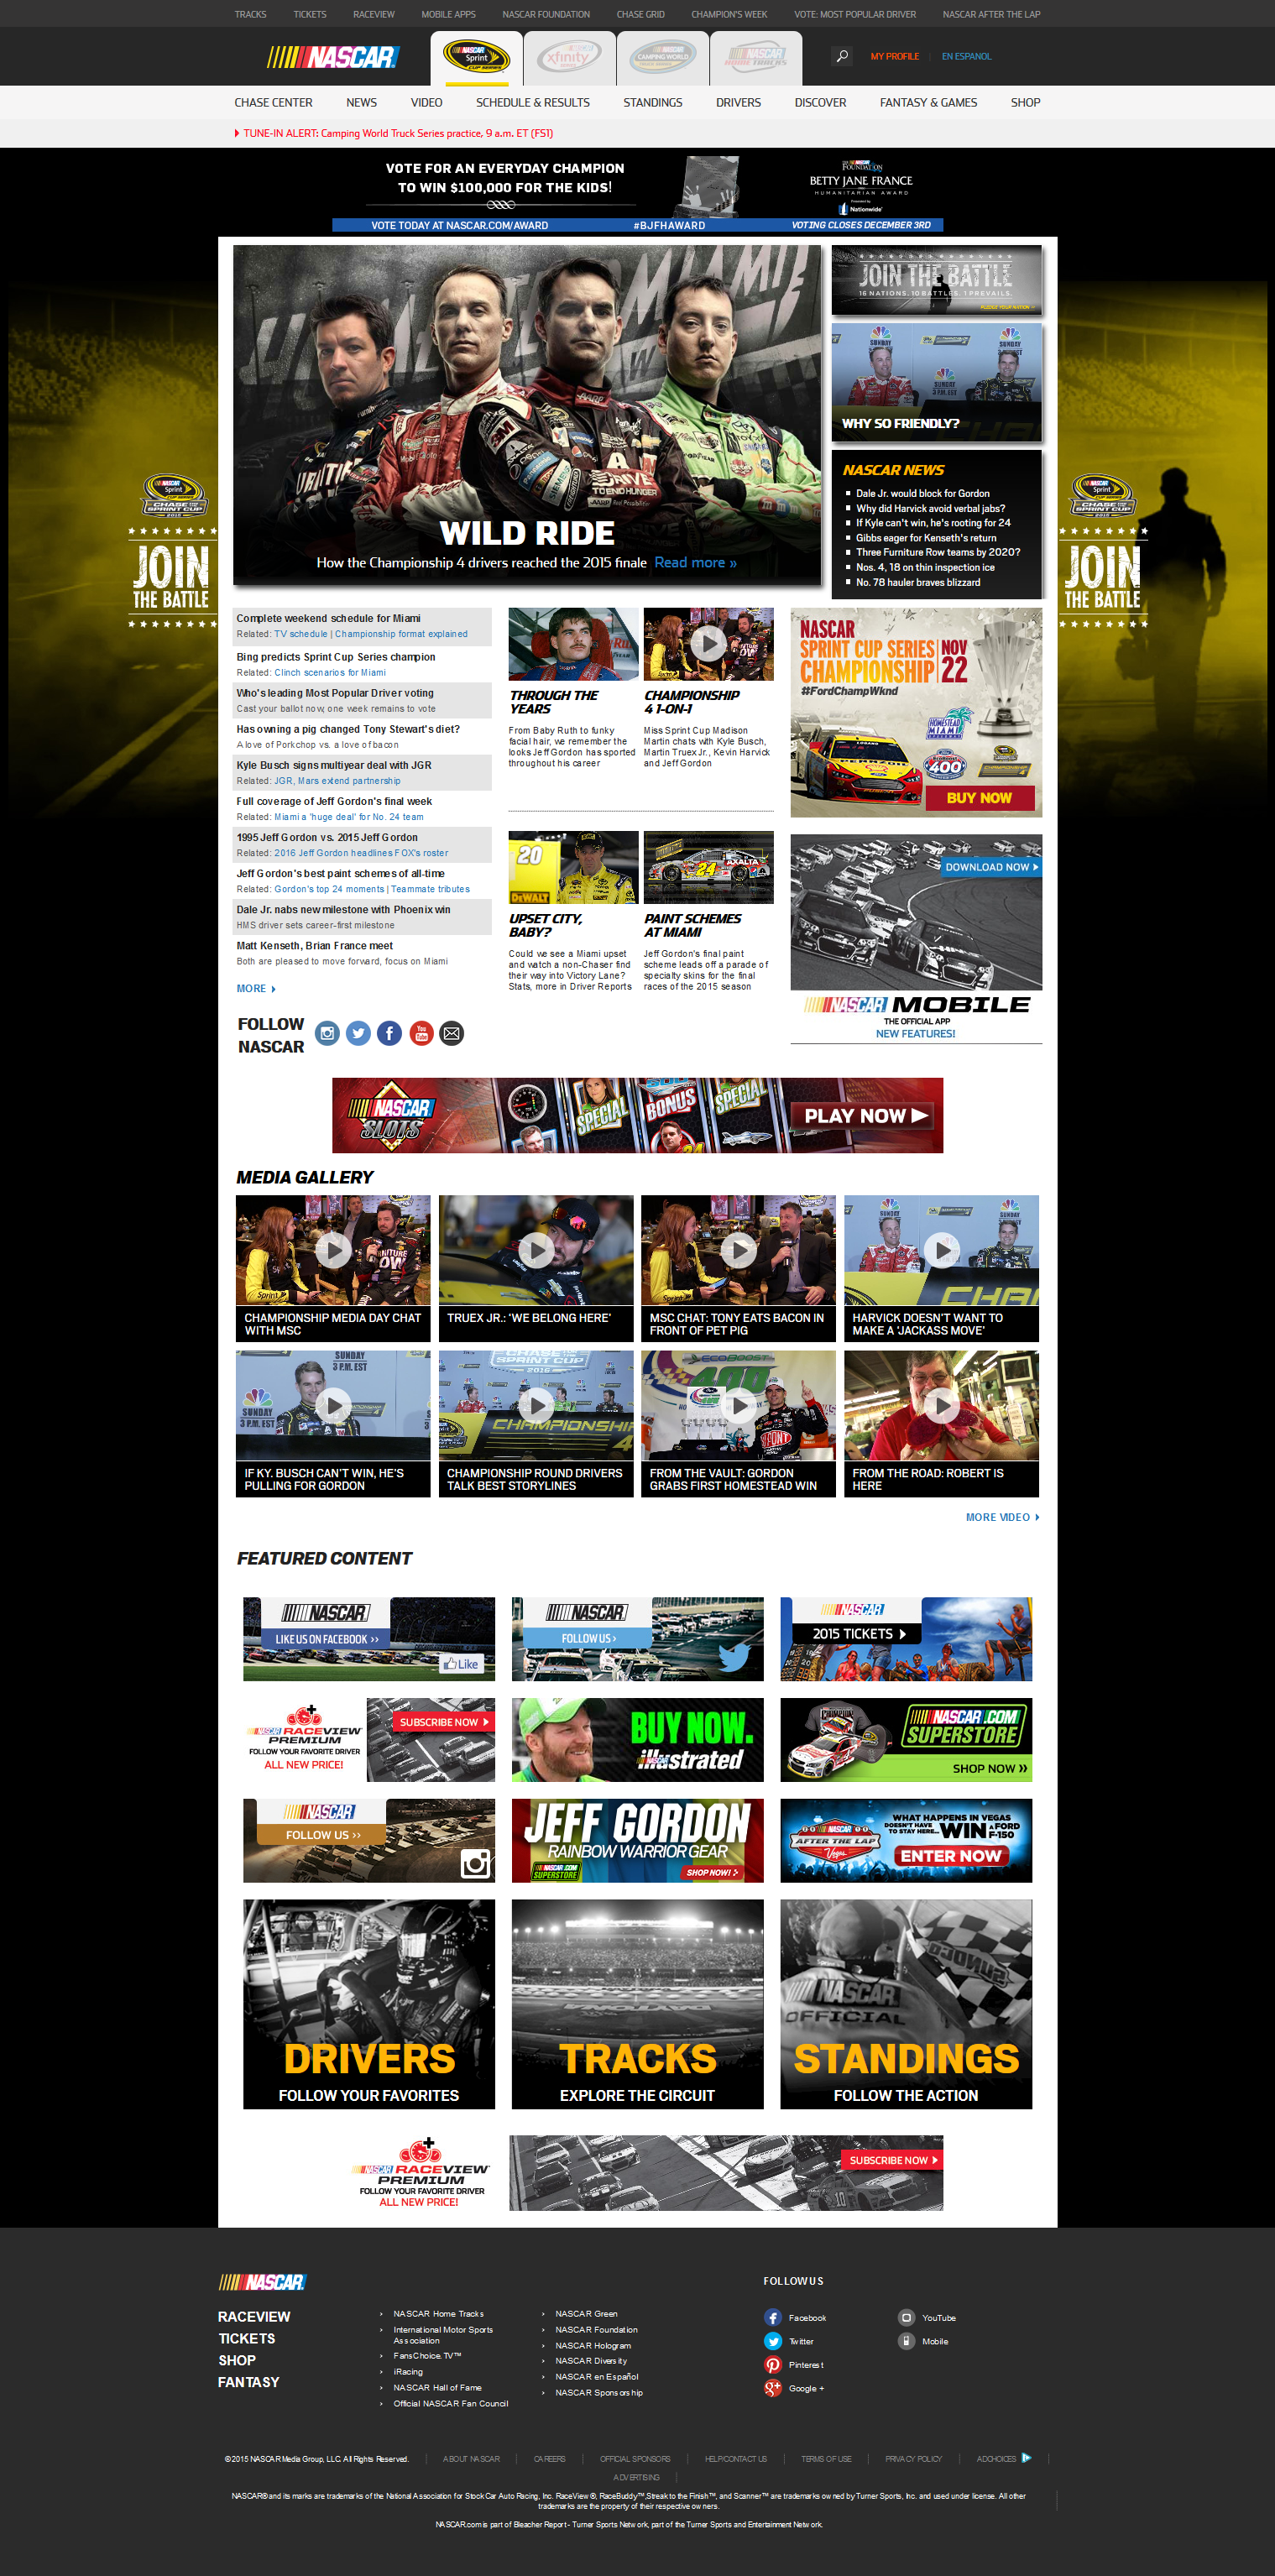 TRACKS TICKETS RACEVIEW MOBILE APPS NASCAR FOUNDATION CHASE GRID CHAMPION'S WEEK VOTE: MOST POPULAR DRIVER NASCAR AFTER THE LAP
NASCAR
NASCAR Sprint CUP SERIES
NASCAR xfinity SERIES
NASCAR CAMPING WORLD
NASCAR HOME TRACKS
MY PROFILE EN ESPANOL
CHASE CENTER NEWS VIDEO SCHEDULE & RESULTS STANDINGS DRIVERS DISCOVER FANTASY & GAMES SHOP
TUNE-IN ALERT: Camping World Truck Series practice, 9 a.m. ET (FS1)
VOTE FOR AN EVERYDAY CHAMPION
TO WIN $100,000 FOR THE KIDS!
NASCAR FOUNDATION
BETTY JANE FRANCE
HUMANITARIAN AWARD
Presented by
Nationwide
VOTE TODAY AT NASCAR.COM/AWARD #BJFHAWARD VOTING CLOSES DECEMBER 3RD
JOIN THE BATTLE
16 NATIONS. 10 BATTLES. 1 PREVAILS.
WHY SO FRIENDLY?
NASCAR NEWS
Dale Jr. would block for Gordon
Why did Harvick avoid verbal jabs?
If Kyle can't win, he's rooting for 24
Gibbs eager for Kenseth's return
Three Furniture Row teams by 2020?
Nos. 4, 18 on thin inspection ice
No. 78 hauler braves blizzard
WILD RIDE
How the Championship 4 drivers reached the 2015 finale Read more »
JOIN
THE BATTLE
JOIN
THE BATTLE
Complete weekend schedule for Miami
Related: TV schedule | Championship format explained
Bing predicts Sprint Cup Series champion
Related: Clinch scenarios for Miami
Who's leading Most Popular Driver voting
Cast your ballot now, one week remains to vote
Has owning a pig changed Tony Stewart's diet?
A love of Porkchop vs. a love of bacon
Kyle Busch signs multiyear deal with JGR
Related: JGR, Mars extend partnership
Full coverage of Jeff Gordon's final week
Related: Miami a 'huge deal' for No. 24 team
1995 Jeff Gordon vs. 2015 Jeff Gordon
Related: 2016 Jeff Gordon headlines FOX's roster
Jeff Gordon's best paint schemes of all-time
Related: Gordon's top 24 moments | Teammate tributes
Dale Jr. nabs new milestone with Phoenix win
HMS driver sets career-first milestone
Matt Kenseth, Brian France meet
Both are pleased to move forward, focus on Miami
MORE
THROUGH THE
YEARS
From Baby Ruth to funky
facial hair, we remember the
looks Jeff Gordon has sported
throughout his career
CHAMPIONSHIP
4 1-ON-1
Miss Sprint Cup Madison
Martin chats with Kyle Busch,
Martin Truex Jr., Kevin Harvick
and Jeff Gordon
20
DEWALT
24
AXALTA
UPSET CITY,
BABY?
Could we see a Miami upset
and watch a non-Chaser find
their way into Victory Lane?
Stats, more in Driver Reports
PAINT SCHEMES
AT MIAMI
Jeff Gordon's final paint
scheme leads off a parade of
specialty skins for the final
races of the 2015 season
NASCAR
SPRINT CUP SERIES
CHAMPIONSHIP
NOV
22
#FordChampWknd
HOMESTEAD
MIAMI
SPEEDWAY
400
BUY NOW
DOWNLOAD NOW
NASCAR MOBILE
THE OFFICIAL APP
NEW FEATURES!
FOLLOW
NASCAR
NASCAR
SLOTS
SPECIAL
BONUS
SPECIAL
PLAY NOW
MEDIA GALLERY
CHAMPIONSHIP MEDIA DAY CHAT
WITH MSC
TRUEX JR.: 'WE BELONG HERE'
MSC CHAT: TONY EATS BACON IN
FRONT OF PET PIG
HARVICK DOESN'T WANT TO
MAKE A 'JACKASS MOVE'
IF KY. BUSCH CAN'T WIN, HE'S
PULLING FOR GORDON
CHAMPIONSHIP ROUND DRIVERS
TALK BEST STORYLINES
FROM THE VAULT: GORDON
GRABS FIRST HOMESTEAD WIN
FROM THE ROAD: ROBERT IS
HERE
MORE VIDEO
FEATURED CONTENT
NASCAR
LIKE US ON FACEBOOK >>
Like
NASCAR
FOLLOW US >
NASCAR
2015 TICKETS
NASCAR RACEVIEW
PREMIUM
FOLLOW YOUR FAVORITE DRIVER
ALL NEW PRICE!
SUBSCRIBE NOW
BUY NOW.
NASCAR illustrated
NASCAR.COM
SUPERSTORE
SHOP NOW »
NASCAR
FOLLOW US >>
JEFF GORDON
RAINBOW WARRIOR GEAR
NASCAR.COM
SUPERSTORE
SHOP NOW!
NASCAR
AFTER THE LAP
Vegas
WHAT HAPPENS IN VEGAS
DOESN'T HAVE TO STAY HERE... WIN A FORD F-150
ENTER NOW
DRIVERS
FOLLOW YOUR FAVORITES
TRACKS
EXPLORE THE CIRCUIT
OFFICIAL
SUNOCO
STANDINGS
FOLLOW THE ACTION
NASCAR RACEVIEW
PREMIUM
FOLLOW YOUR FAVORITE DRIVER
ALL NEW PRICE!
SUBSCRIBE NOW
NASCAR
RACEVIEW
TICKETS
SHOP
FANTASY
NASCAR Home Tracks
International Motor Sports
Association
FansChoice.TV™
iRacing
NASCAR Hall of Fame
Official NASCAR Fan Council
NASCAR Green
NASCAR Foundation
NASCAR Hologram
NASCAR Diversity
NASCAR en Español
NASCAR Sponsorship
FOLLOW US
Facebook
Twitter
Pinterest
Google +
YouTube
Mobile
© 2015 NASCAR Media Group, LLC. All Rights Reserved. ABOUT NASCAR CAREERS OFFICIAL SPONSORS HELP/CONTACT US TERMS OF USE PRIVACY POLICY ADCHOICES
ADVERTISING
NASCAR® and its marks are trademarks of the National Association for Stock Car Auto Racing, Inc. RaceView ®, RaceBuddy™, Streak to the Finish™, and Scanner™ are trademarks owned by Turner Sports, Inc. and used under license. All other
trademarks are the property of their respective owners.
NASCAR.com is part of Bleacher Report - Turner Sports Network, part of the Turner Sports and Entertainment Network.